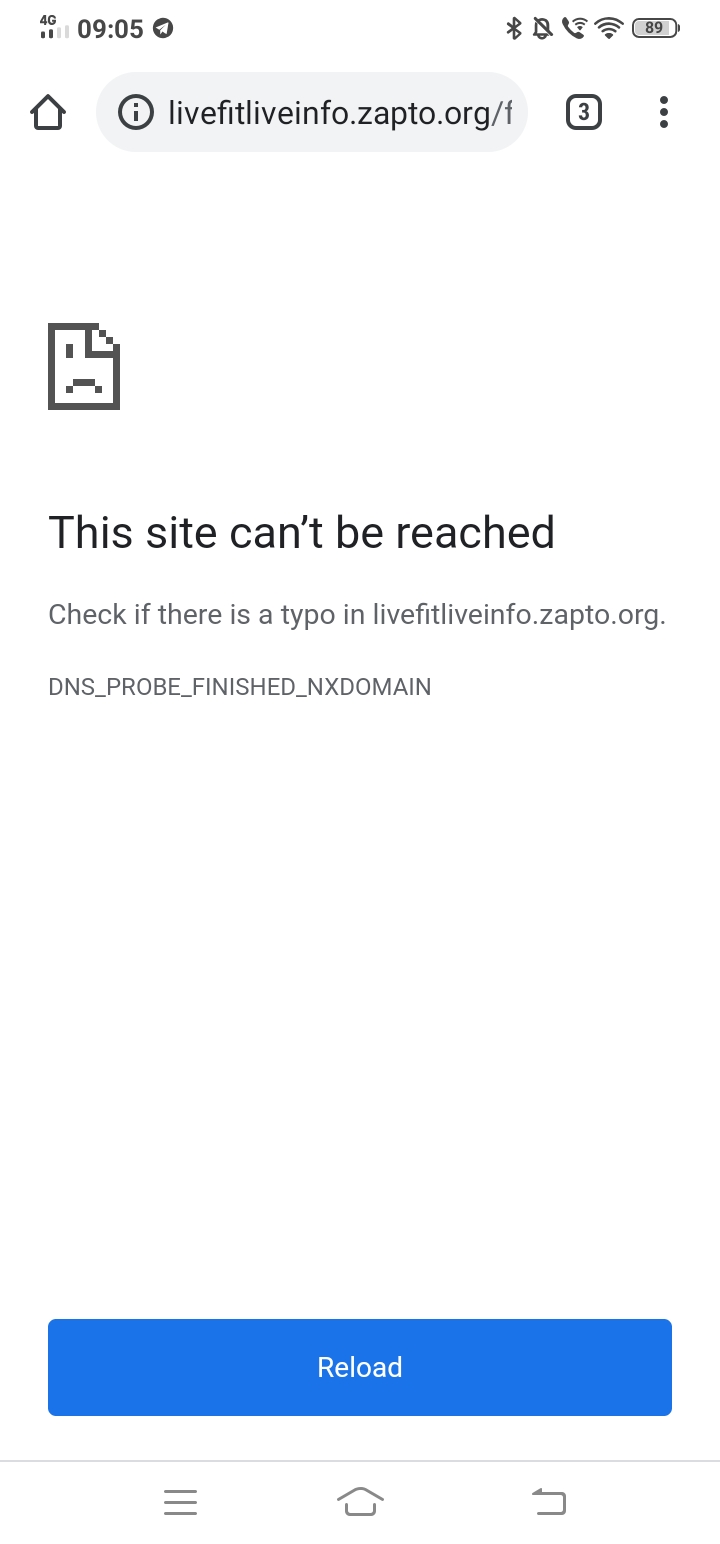 4G 09:05 89
livefitliveinfo.zapto.org/f 3
This site can’t be reached
Check if there is a typo in livefitliveinfo.zapto.org.
DNS_PROBE_FINISHED_NXDOMAIN
Reload